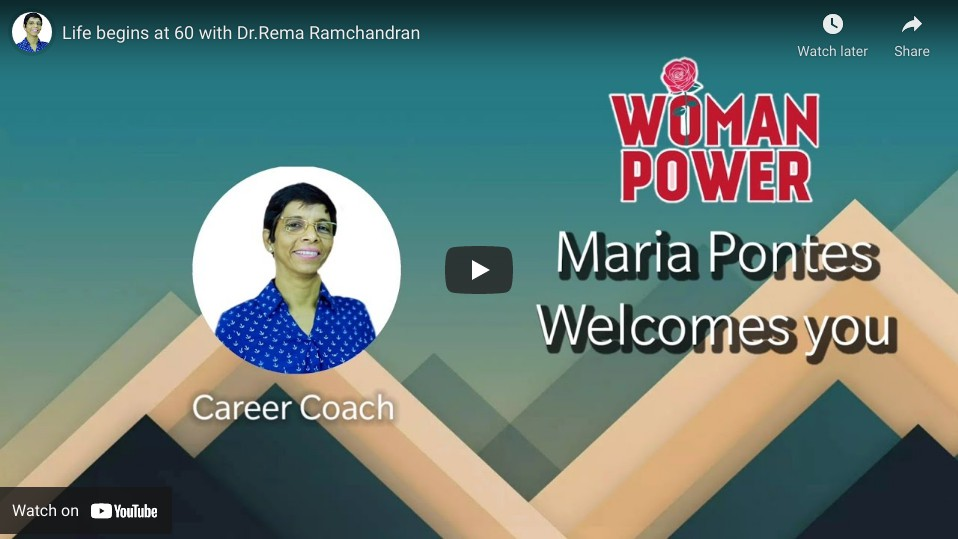 Life begins at 60 with Dr.Rema Ramchandran
Watch later
Share
WOMAN
POWER
Maria Pontes
Welcomes you
Career Coach
Watch on YouTube